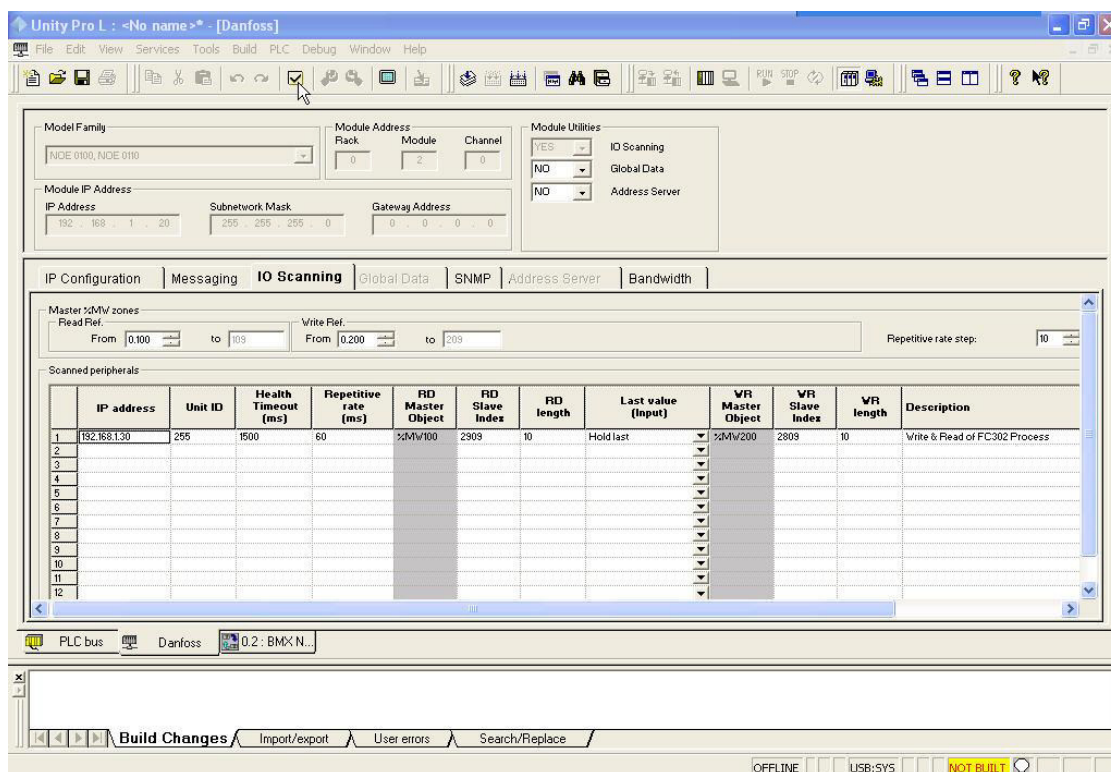 Unity Pro L : <No name>* - [Danfoss]
File Edit View Services Tools Build PLC Debug Window Help
RUN STOP
Model Family
NOE 0100, NOE 0110
Module Address
Rack Module Channel
0 2 0
Module Utilities
YES IO Scanning
NO Global Data
NO Address Server
Module IP Address
IP Address Subnetwork Mask Gateway Address
192 . 168 . 1 . 20 255 . 255 . 255 . 0 0 . 0 . 0 . 0
IP Configuration Messaging IO Scanning Global Data SNMP Address Server Bandwidth
Master %MW zones
Read Ref. Write Ref.
From 0.100 to 109 From 0.200 to 209 Repetitive rate step: 10
Scanned peripherals
IP address Unit ID Health Timeout (ms) Repetitive rate (ms) RD Master Object RD Slave Index RD length Last value (Input) WR Master Object WR Slave Index WR length Description
1 192.168.1.30 255 1500 60 %MW100 2909 10 Hold last %MW200 2809 10 Write & Read of FC302 Process
2
3
4
5
6
7
8
9
10
11
12
PLC bus Danfoss 0.2 : BMX N...
Build Changes Import/export User errors Search/Replace
OFFLINE USB:SYS NOT BUILT